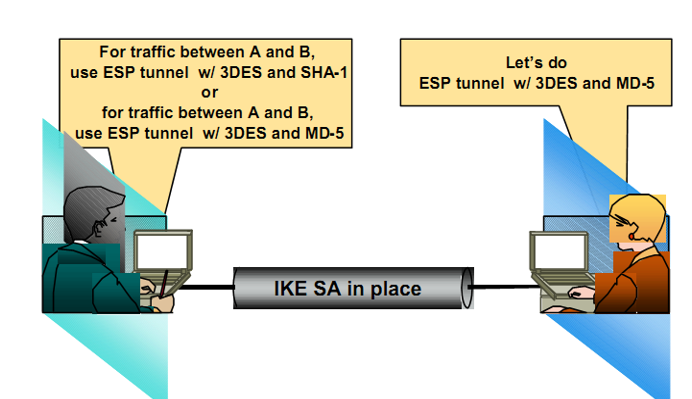 For traffic between A and B,
use ESP tunnel w/ 3DES and SHA-1
or
for traffic between A and B,
use ESP tunnel w/ 3DES and MD-5
Let's do
ESP tunnel w/ 3DES and MD-5
IKE SA in place